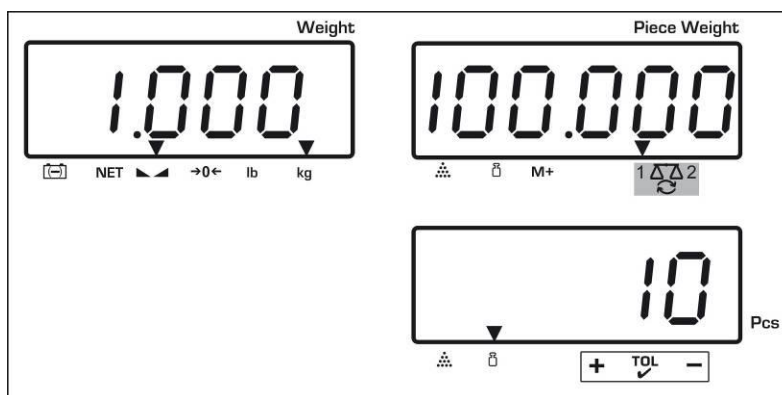 Weight
1.000
NET →0← lb kg
Piece Weight
100.000
M+ 1 2
10
Pcs
+ TOL −